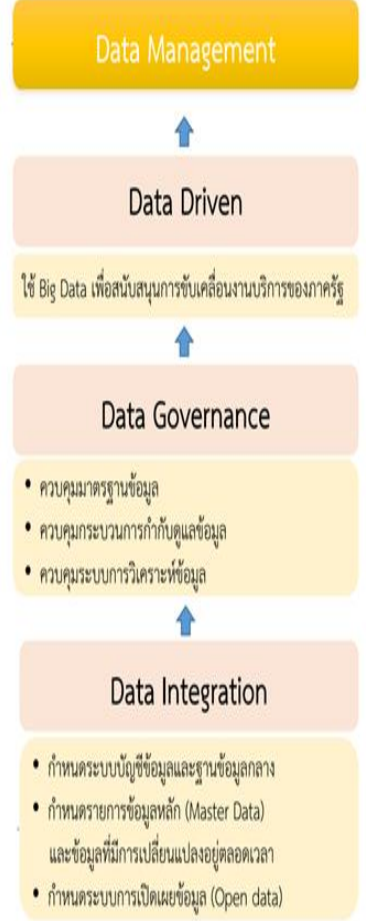 Data Management
Data Driven
ใช้ Big Data เพื่อสนับสนุนการขับเคลื่อนงานบริการของภาครัฐ
Data Governance
• ควบคุมมาตรฐานข้อมูล
• ควบคุมกระบวนการกำกับดูแลข้อมูล
• ควบคุมระบบการวิเคราะห์ข้อมูล
Data Integration
• กำหนดระบบบัญชีข้อมูลและฐานข้อมูลกลาง
• กำหนดรายการข้อมูลหลัก (Master Data)
และข้อมูลที่มีการเปลี่ยนแปลงอยู่ตลอดเวลา
• กำหนดระบบการเปิดเผยข้อมูล (Open data)